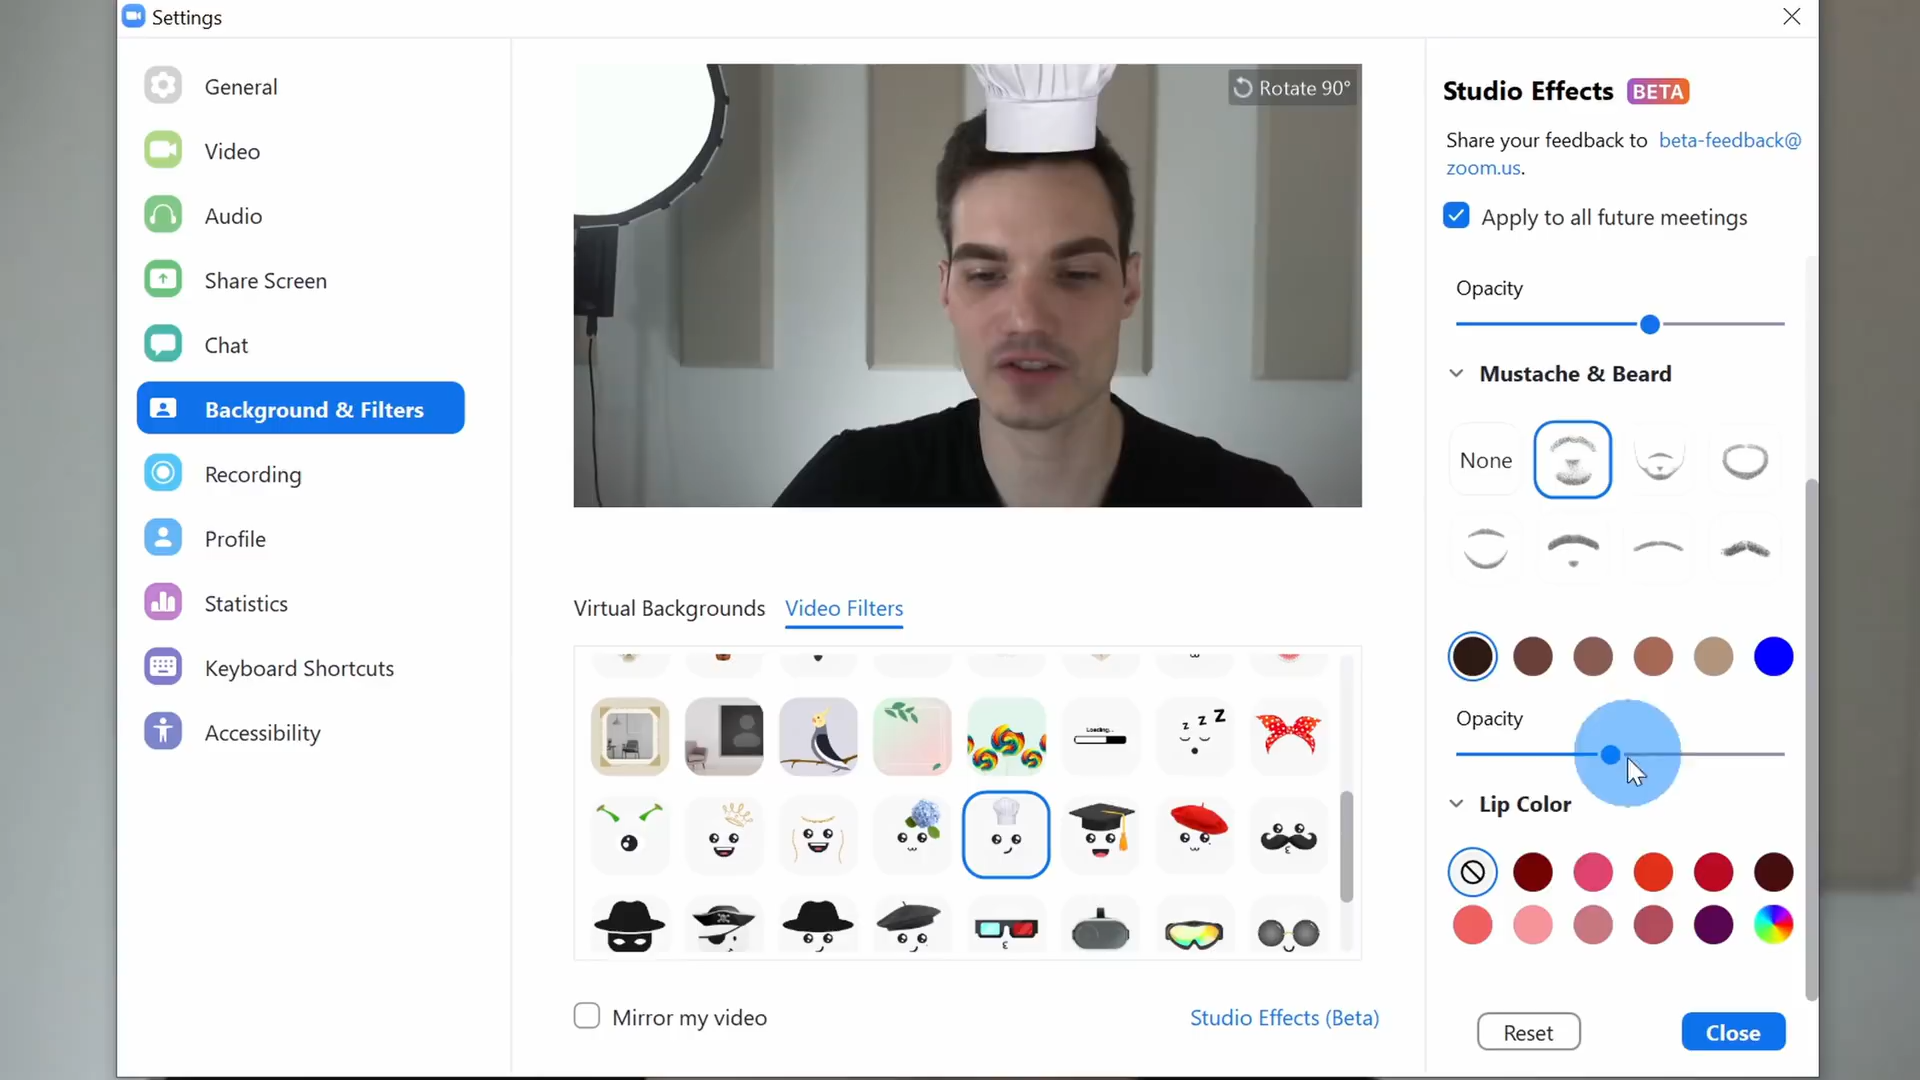 Settings
General
Video
Audio
Share Screen
Chat
Background & Filters
Recording
Profile
Statistics
Keyboard Shortcuts
Accessibility
Rotate 90°
Virtual Backgrounds Video Filters
Loading...
z z Z
Mirror my video
Studio Effects (Beta)
Studio Effects BETA
Share your feedback to beta-feedback@
zoom.us.
Apply to all future meetings
Opacity
Mustache & Beard
None
Opacity
Lip Color
Reset
Close